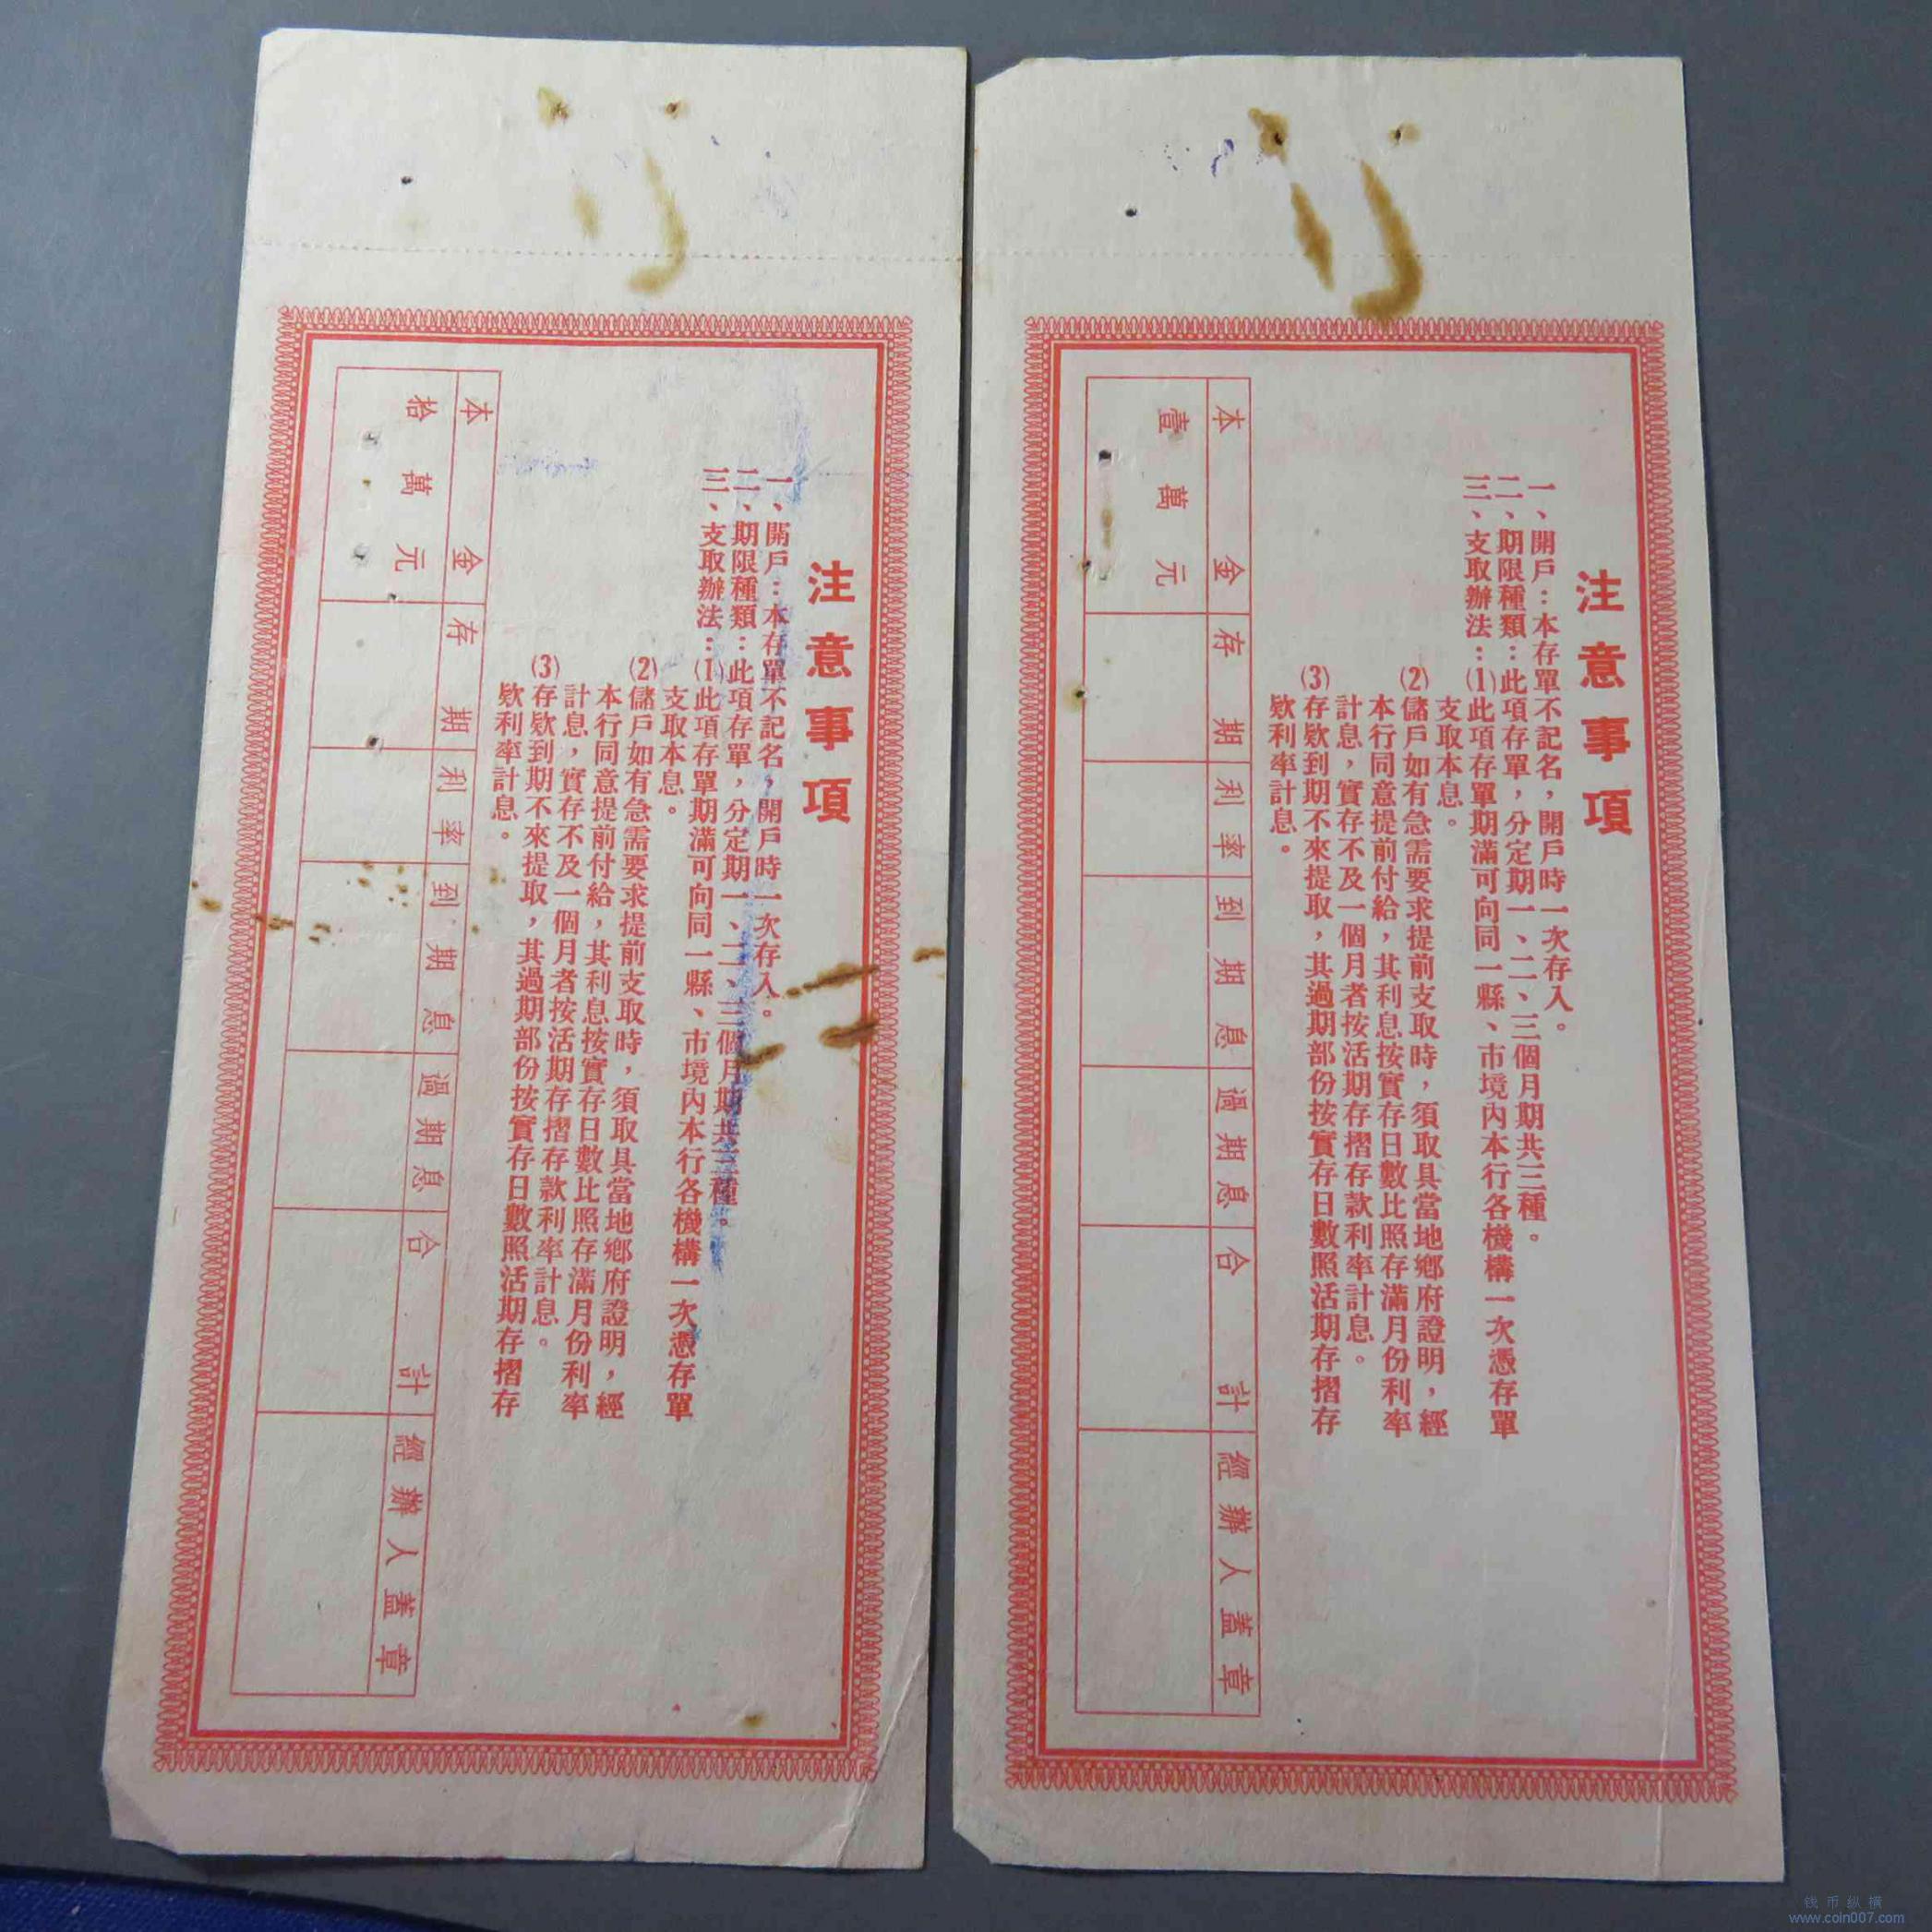 注意事項
一、開戶：本存單不記名，開戶時一次存入。
二、期限種類：此項存單，分定期一、二、三個月期共三種。
三、支取辦法：⑴此項存單期滿可向同一縣、市境內本行各機構一次憑存單
支取本息。
⑵儲戶如有急需要求提前支取時，須取具當地鄉府證明，經
本行同意提前付給，其利息按實存日數比照存滿月份利率
計息，實存不及一個月者按活期存摺存款利率計息。
⑶存欵到期不來提取，其過期部份按實存日數照活期存摺存
欵利率計息。
本金 存期 利率 到期息 過期息 合計 經辦人蓋章
拾萬元
注意事項
一、開戶：本存單不記名，開戶時一次存入。
二、期限種類：此項存單，分定期一、二、三個月期共三種。
三、支取辦法：⑴此項存單期滿可向同一縣、市境內本行各機構一次憑存單
支取本息。
⑵儲戶如有急需要求提前支取時，須取具當地鄉府證明，經
本行同意提前付給，其利息按實存日數比照存滿月份利率
計息，實存不及一個月者按活期存摺存款利率計息。
⑶存欵到期不來提取，其過期部份按實存日數照活期存摺存
欵利率計息。
本金 存期 利率 到期息 過期息 合計 經辦人蓋章
壹萬元
钱币纵横
www.coin007.com